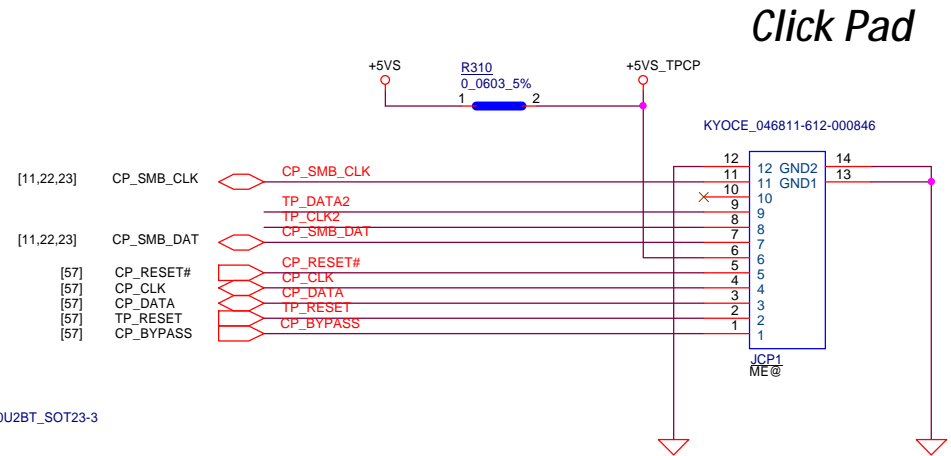 Click Pad
+5VS
R310
0_0603_5%
1 2
+5VS_TPCP
KYOCE_046811-612-000846
12 12 GND2 14
[11,22,23] CP_SMB_CLK CP_SMB_CLK 11 11 GND1 13
10 10
TP_DATA2 9 9
TP_CLK2 8 8
[11,22,23] CP_SMB_DAT CP_SMB_DAT 7 7
6 6
[57] CP_RESET# CP_RESET# 5 5
[57] CP_CLK CP_CLK 4 4
[57] CP_DATA CP_DATA 3 3
[57] TP_RESET TP_RESET 2 2
[57] CP_BYPASS CP_BYPASS 1 1
JCP1
ME@
0U2BT_SOT23-3